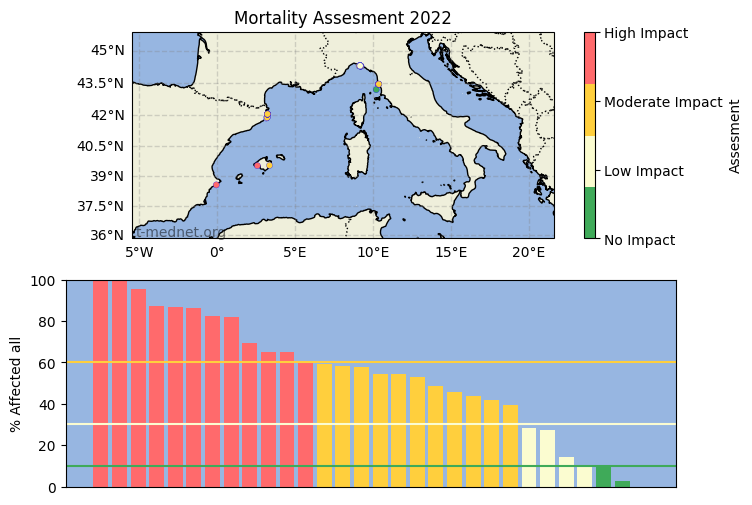 Mortality Assesment 2022
45°N
43.5°N
42°N
40.5°N
39°N
37.5°N
36°N
t-mednet.org
5°W
0°
5°E
10°E
15°E
20°E
High Impact
Moderate Impact
Low Impact
No Impact
Assesment
100
80
60
40
20
0
% Affected all